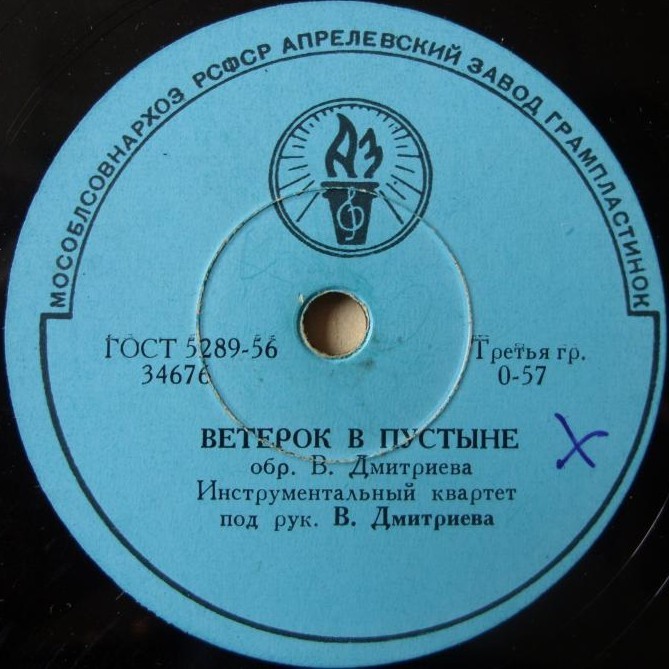 МОСОБЛСОВНАРХОЗ РСФСР АПРЕЛЕВСКИЙ ЗАВОД ГРАМПЛАСТИНОК
АЗ
ГОСТ 5289-56
34676
Третья гр.
0-57
ВЕТЕРОК В ПУСТЫНЕ
обр. В. Дмитриева
Инструментальный квартет
под рук. В. Дмитриева
X